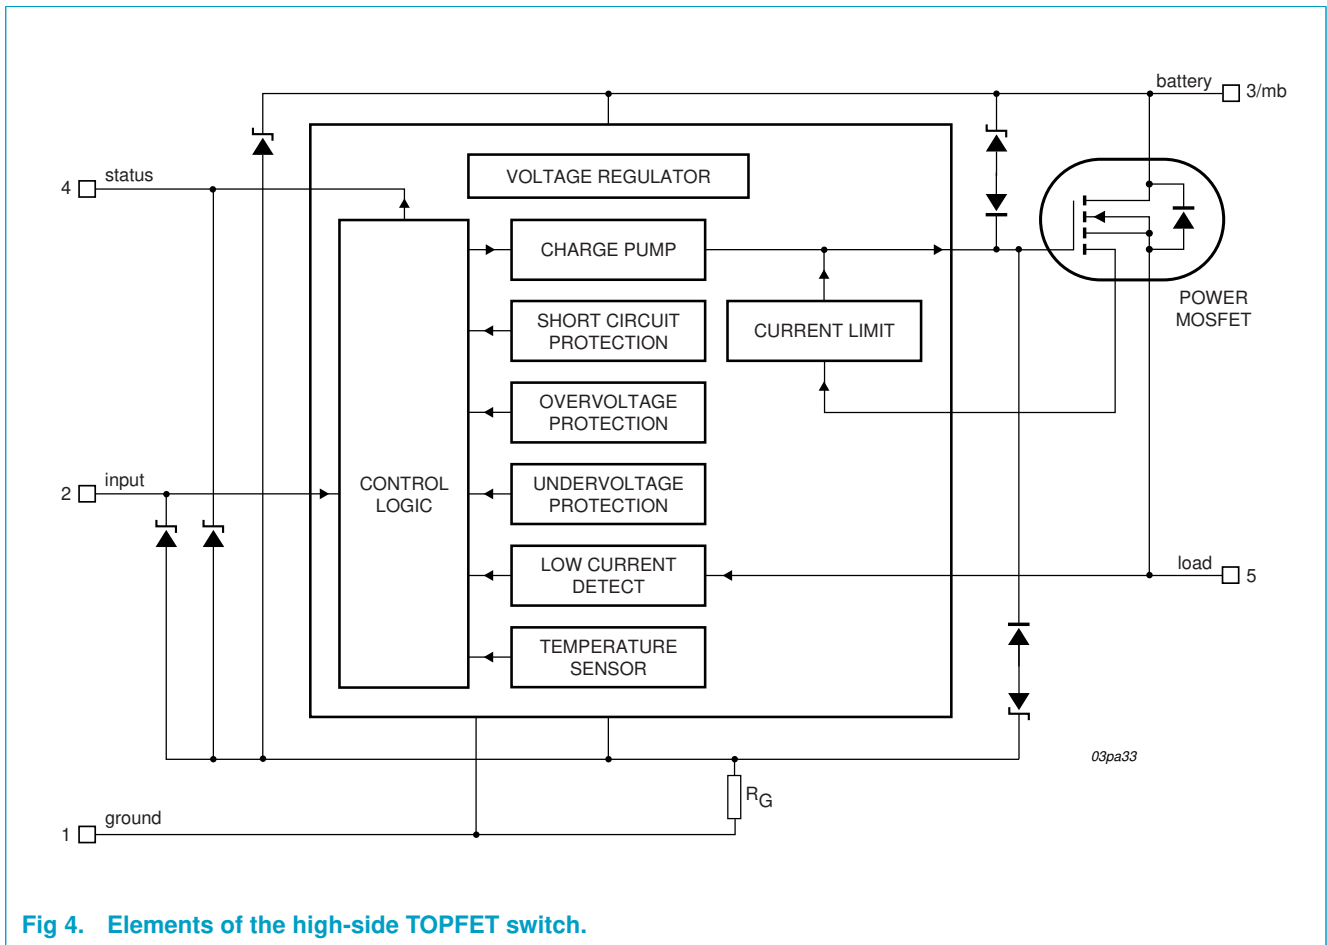 battery
3/mb
4
status
VOLTAGE REGULATOR
CHARGE PUMP
POWER
MOSFET
SHORT CIRCUIT
PROTECTION
CURRENT LIMIT
OVERVOLTAGE
PROTECTION
2
input
CONTROL
LOGIC
UNDERVOLTAGE
PROTECTION
LOW CURRENT
DETECT
load
5
TEMPERATURE
SENSOR
03pa33
RG
1
ground
Fig 4. Elements of the high-side TOPFET switch.